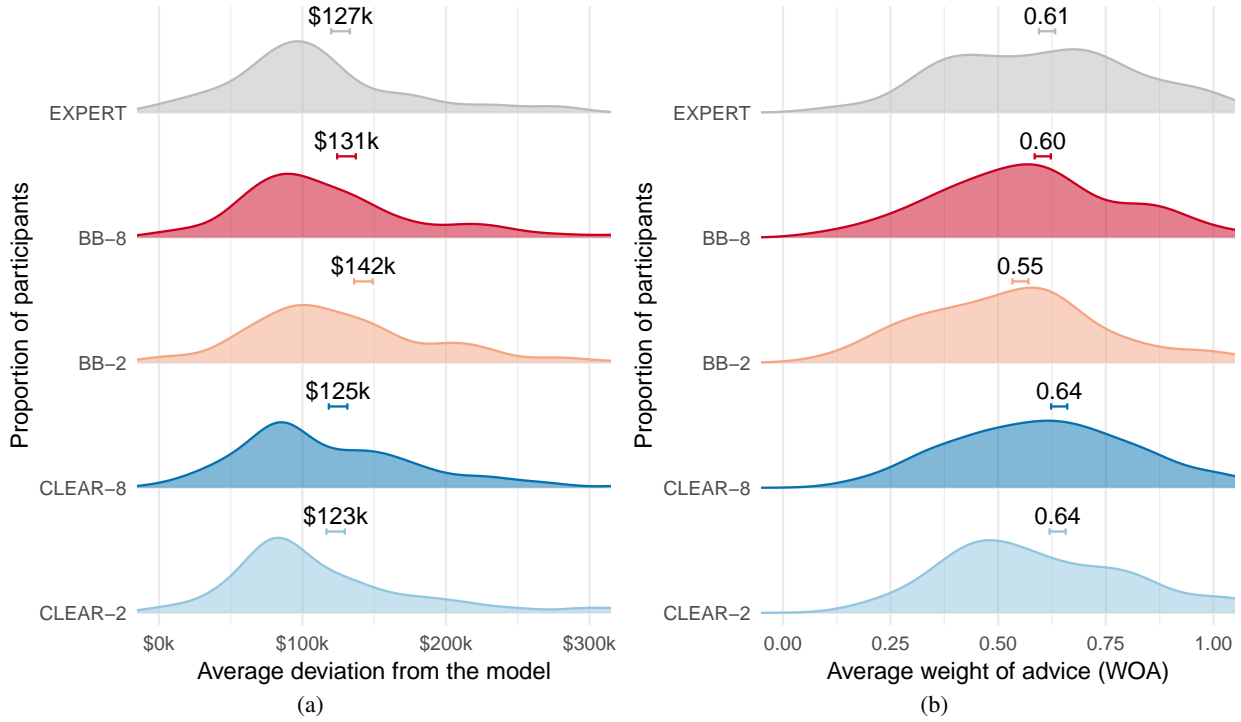 $127k
EXPERT
$131k
BB–8
$142k
BB–2
$125k
CLEAR–8
$123k
CLEAR–2
Proportion of participants
$0k $100k $200k $300k
Average deviation from the model
(a)
0.61
EXPERT
0.60
BB–8
0.55
BB–2
0.64
CLEAR–8
0.64
CLEAR–2
Proportion of participants
0.00 0.25 0.50 0.75 1.00
Average weight of advice (WOA)
(b)